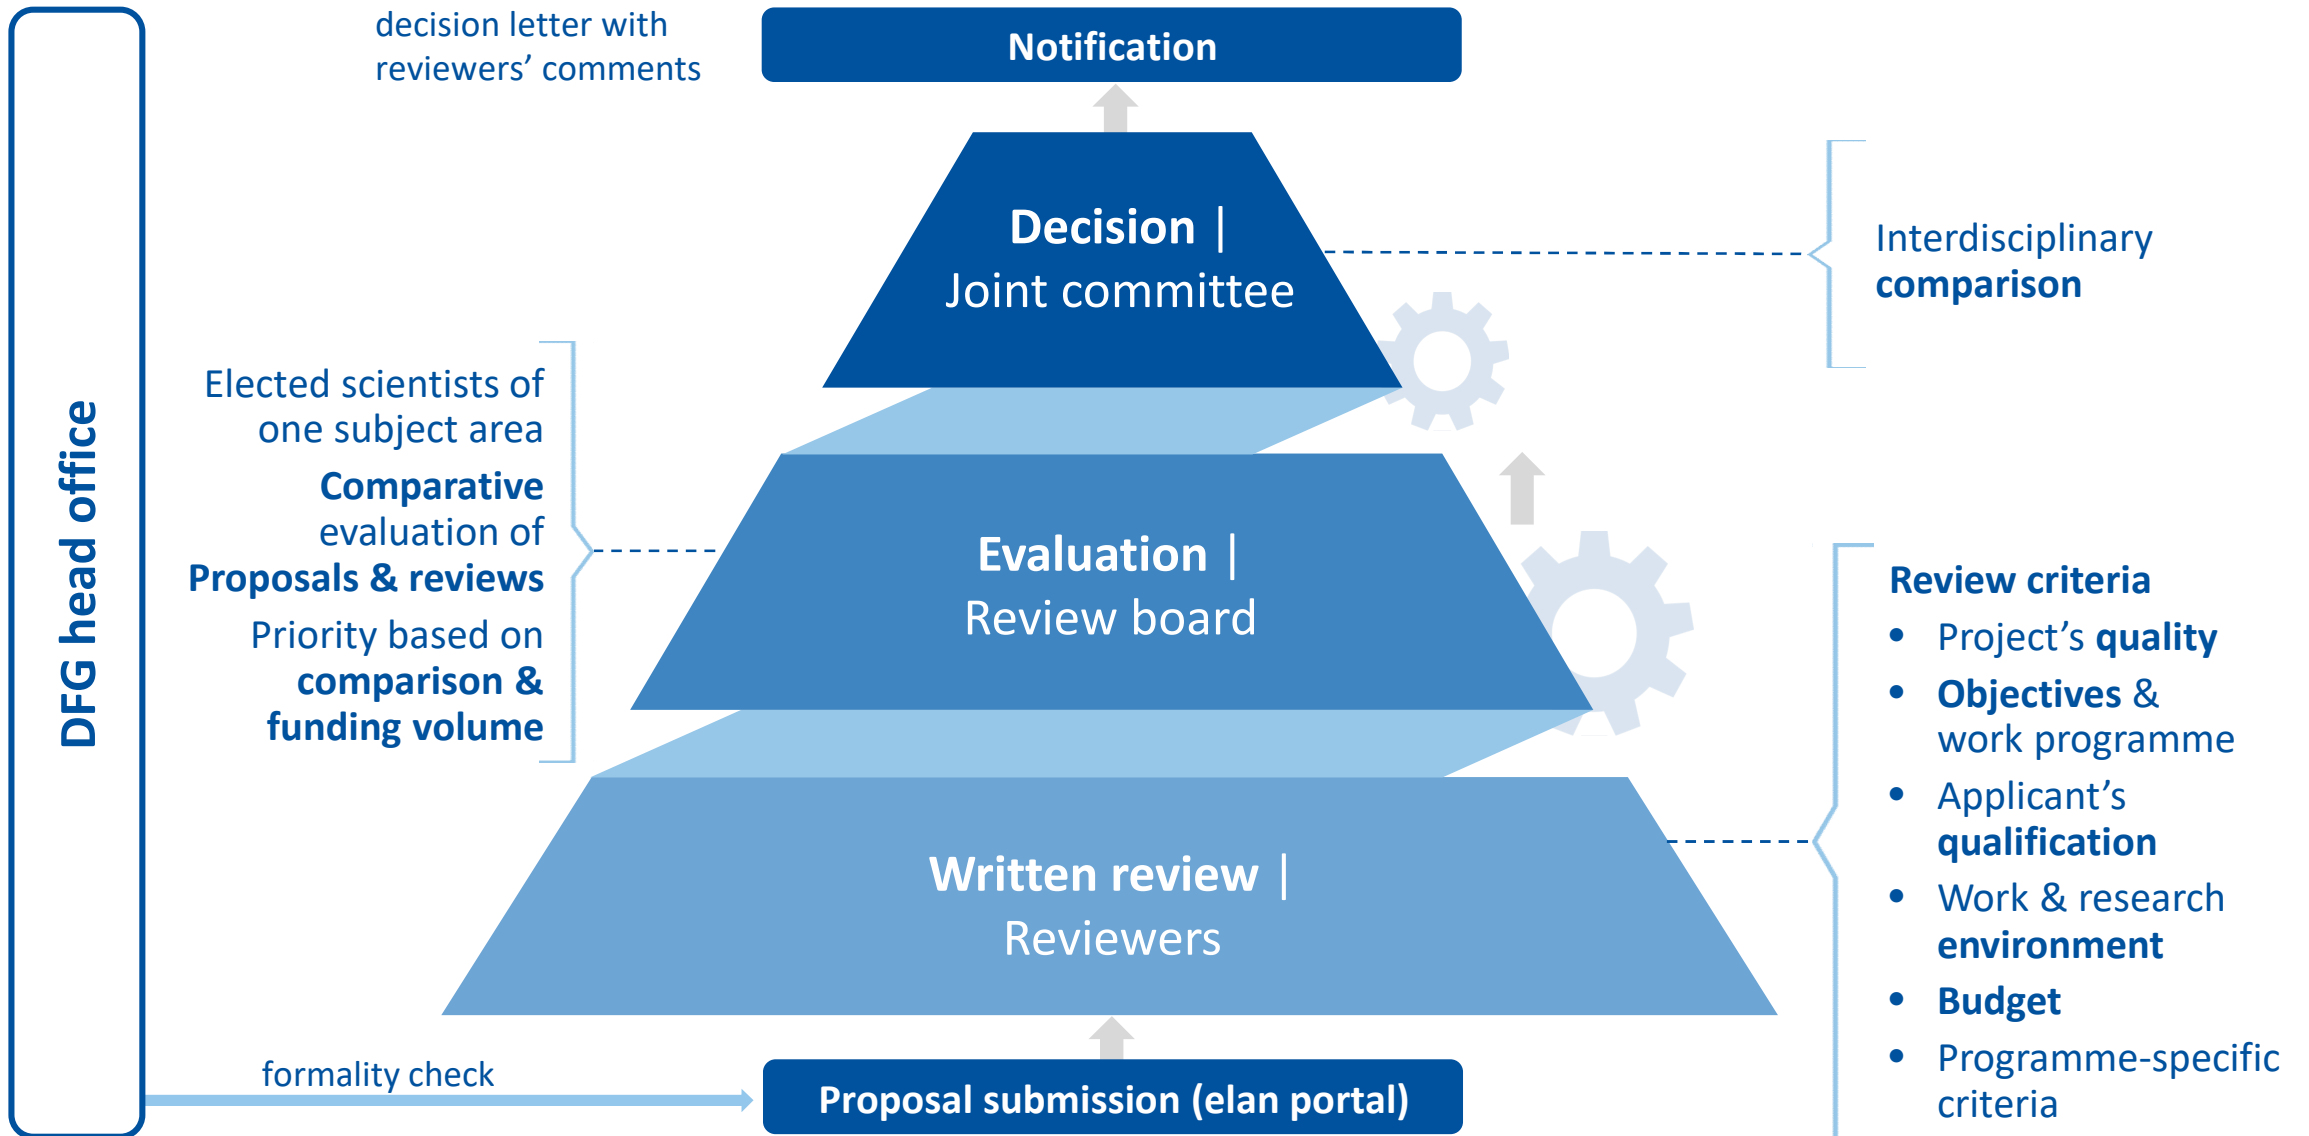 DFG head office
decision letter with
reviewers’ comments
Notification
Decision |
Joint committee
Interdisciplinary
comparison
Elected scientists of
one subject area
Comparative
evaluation of
Proposals & reviews
Priority based on
comparison &
funding volume
Evaluation |
Review board
Written review |
Reviewers
Review criteria
• Project’s quality
• Objectives &
work programme
• Applicant’s
qualification
• Work & research
environment
• Budget
• Programme-specific
criteria
formality check
Proposal submission (elan portal)